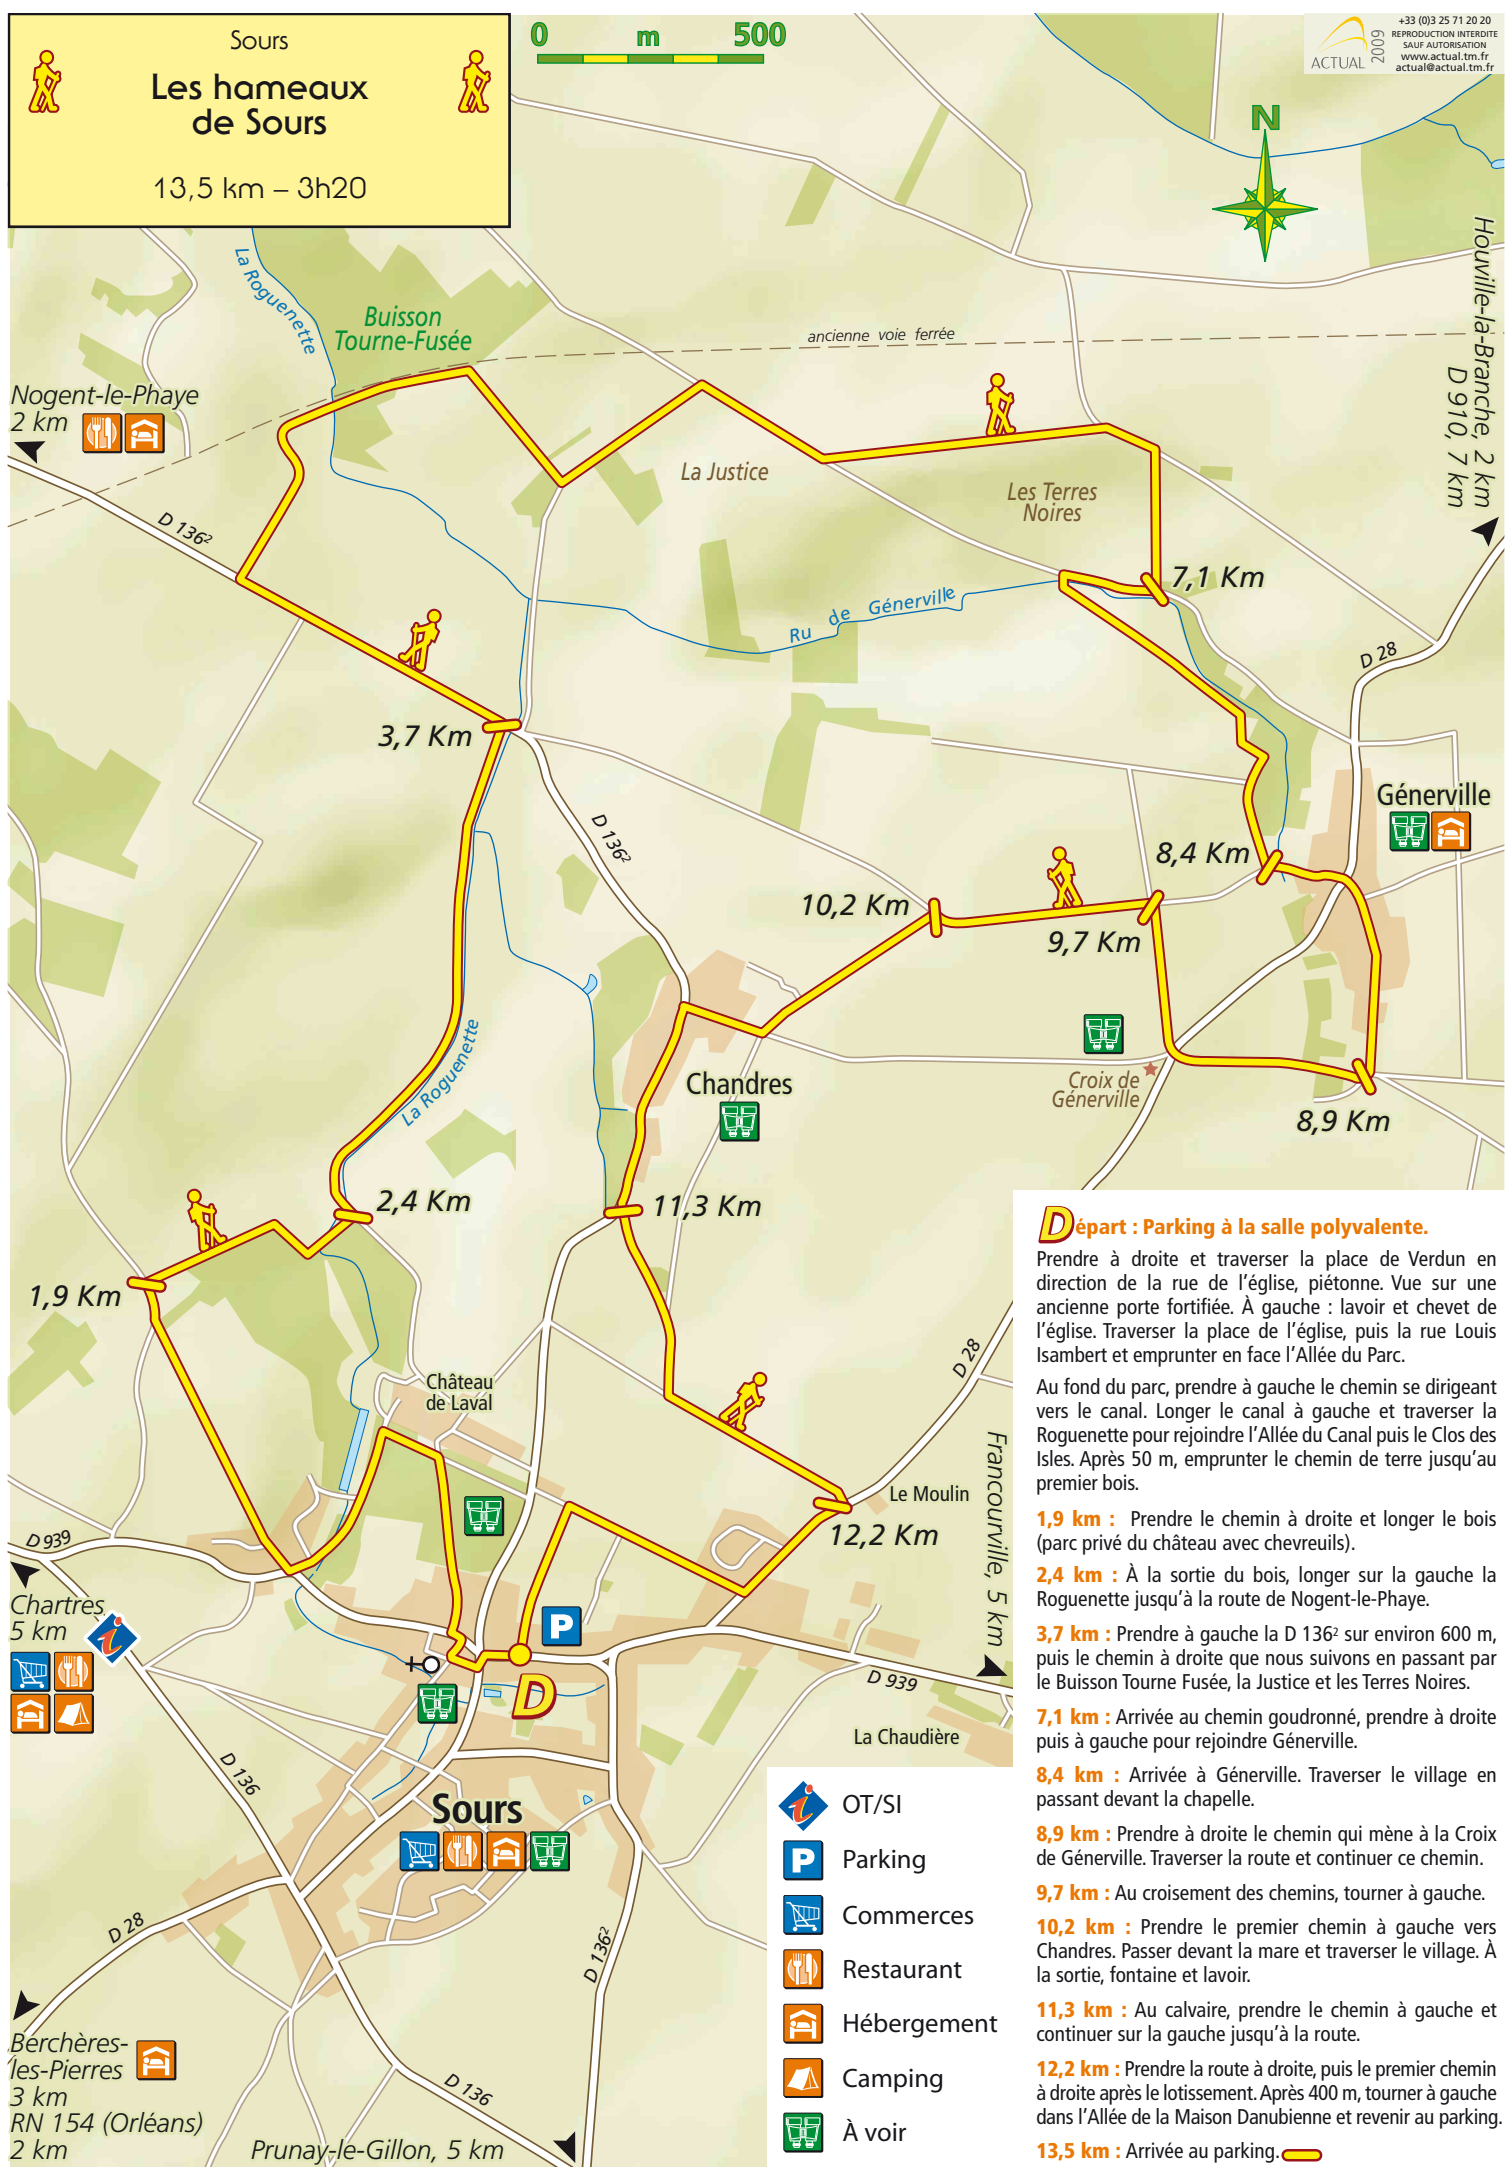 Sours
Les hameaux
de Sours
13,5 km – 3h20
0 m 500
ACTUAL 2009
+33 (0)3 25 71 20 20
REPRODUCTION INTERDITE
SAUF AUTORISATION
www.actual.tm.fr
actual@actual.tm.fr
N
Houville-la-Branche, 2 km
D 910, 7 km
La Roguenette
Buisson
Tourne-Fusée
ancienne voie ferrée
Nogent-le-Phaye
2 km
La Justice
Les Terres
Noires
D 136²
7,1 Km
Ru de Génerville
D 28
3,7 Km
Génerville
D 136²
8,4 Km
10,2 Km
9,7 Km
La Roguenette
Chandres
Croix de
Génerville
8,9 Km
2,4 Km
11,3 Km
1,9 Km
D 28
Château
de Laval
Francourville, 5 km
Le Moulin
12,2 Km
D 939
Chartres
5 km
i
P
D
D 939
La Chaudière
D 136
Sours
D 28
D 136²
Berchères-
les-Pierres
3 km
RN 154 (Orléans)
2 km
D 136
Prunay-le-Gillon, 5 km
i OT/SI
P Parking
Commerces
Restaurant
Hébergement
Camping
À voir
Départ : Parking à la salle polyvalente.
Prendre à droite et traverser la place de Verdun en
direction de la rue de l'église, piétonne. Vue sur une
ancienne porte fortifiée. À gauche : lavoir et chevet de
l'église. Traverser la place de l'église, puis la rue Louis
Isambert et emprunter en face l'Allée du Parc.
Au fond du parc, prendre à gauche le chemin se dirigeant
vers le canal. Longer le canal à gauche et traverser la
Roguenette pour rejoindre l'Allée du Canal puis le Clos des
Isles. Après 50 m, emprunter le chemin de terre jusqu'au
premier bois.
1,9 km : Prendre le chemin à droite et longer le bois
(parc privé du château avec chevreuils).
2,4 km : À la sortie du bois, longer sur la gauche la
Roguenette jusqu'à la route de Nogent-le-Phaye.
3,7 km : Prendre à gauche la D 136² sur environ 600 m,
puis le chemin à droite que nous suivons en passant par
le Buisson Tourne Fusée, la Justice et les Terres Noires.
7,1 km : Arrivée au chemin goudronné, prendre à droite
puis à gauche pour rejoindre Génerville.
8,4 km : Arrivée à Génerville. Traverser le village en
passant devant la chapelle.
8,9 km : Prendre à droite le chemin qui mène à la Croix
de Génerville. Traverser la route et continuer ce chemin.
9,7 km : Au croisement des chemins, tourner à gauche.
10,2 km : Prendre le premier chemin à gauche vers
Chandres. Passer devant la mare et traverser le village. À
la sortie, fontaine et lavoir.
11,3 km : Au calvaire, prendre le chemin à gauche et
continuer sur la gauche jusqu'à la route.
12,2 km : Prendre la route à droite, puis le premier chemin
à droite après le lotissement. Après 400 m, tourner à gauche
dans l'Allée de la Maison Danubienne et revenir au parking.
13,5 km : Arrivée au parking.